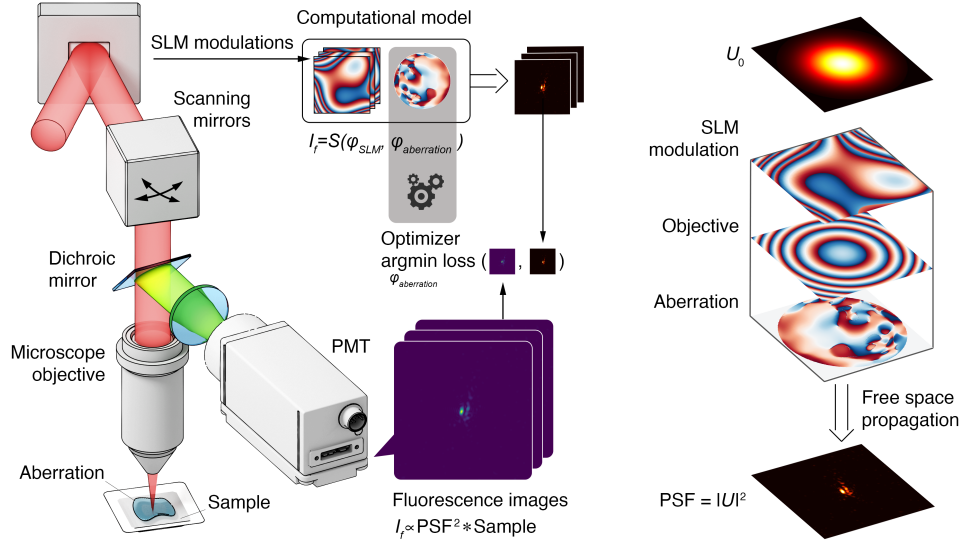 Computational model
SLM modulations
Scanning
mirrors
I_f=S(φ_SLM, φ_aberration)
Optimizer
argmin loss ( , )
φ_aberration
Dichroic
mirror
PMT
Microscope
objective
Aberration
Sample
Fluorescence images
I_f∝PSF²∗Sample
U₀
SLM
modulation
Objective
Aberration
Free space
propagation
PSF = |U|²